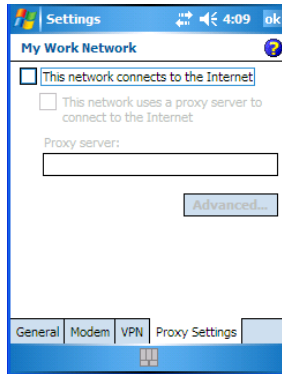 Settings 4:09 ok
My Work Network ?
This network connects to the Internet
This network uses a proxy server to
connect to the Internet
Proxy server:
Advanced...
General Modem VPN Proxy Settings